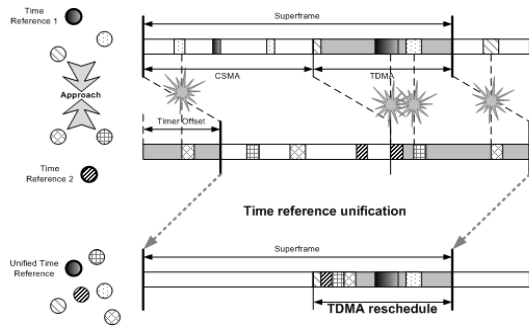 Time
Reference 1
Superframe
CSMA
TDMA
Approach
Timer Offset
Time
Reference 2
Time reference unification
Superframe
Unified Time
Reference
TDMA reschedule